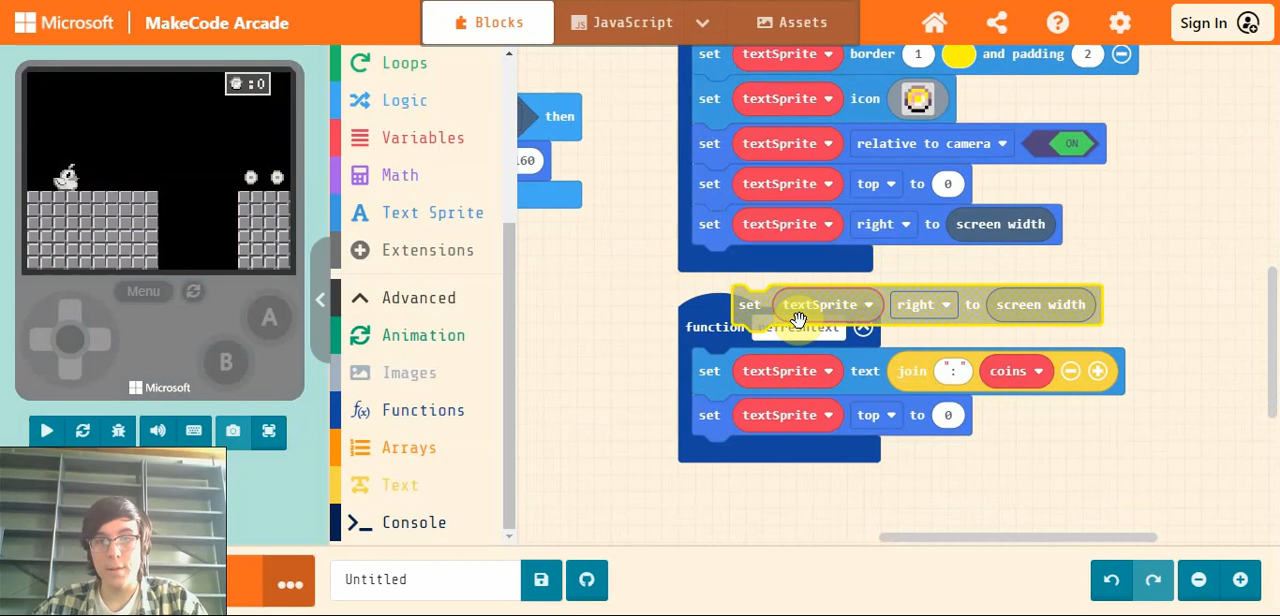 Microsoft MakeCode Arcade Blocks JavaScript Assets Sign In
:0
Menu
A
B
Microsoft
Loops
Logic
Variables
Math
Text Sprite
Extensions
Advanced
Animation
Images
Functions
Arrays
Text
Console
then
160
set textSprite border 1 and padding 2
set textSprite icon
set textSprite relative to camera ON
set textSprite top to 0
set textSprite right to screen width
set textSprite right to screen width
function
set textSprite text join ":" coins
set textSprite top to 0
Untitled